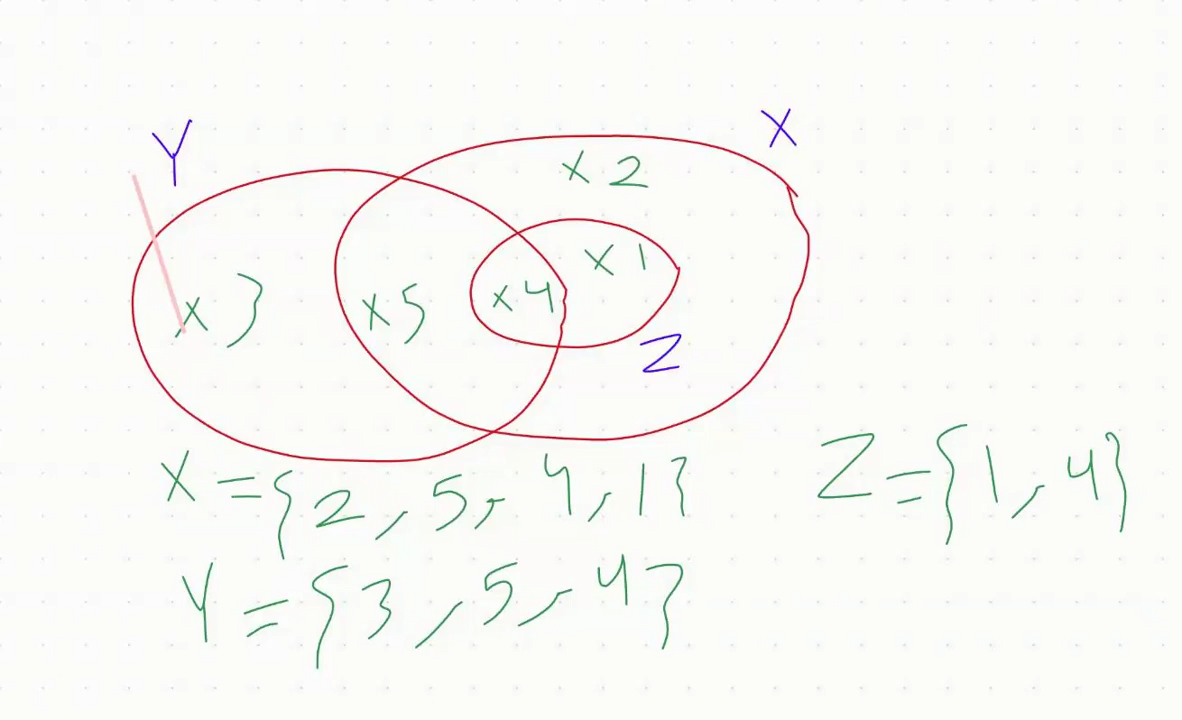 Y
X
x 2
x 1
x 3
x 5
x 4
Z
X = {2, 5, 4, 1}
Z = {1, 4}
Y = {3, 5, 4}